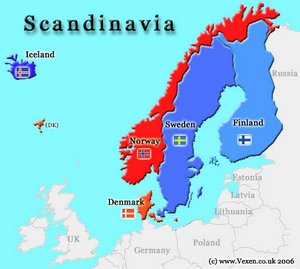 Scandinavia
Iceland
Russia
(DK)
Norway
Sweden
Finland
Denmark
Estonia
Latvia
Lithuania
UK
Germany
Poland
(c) www.Vexen.co.uk 2006